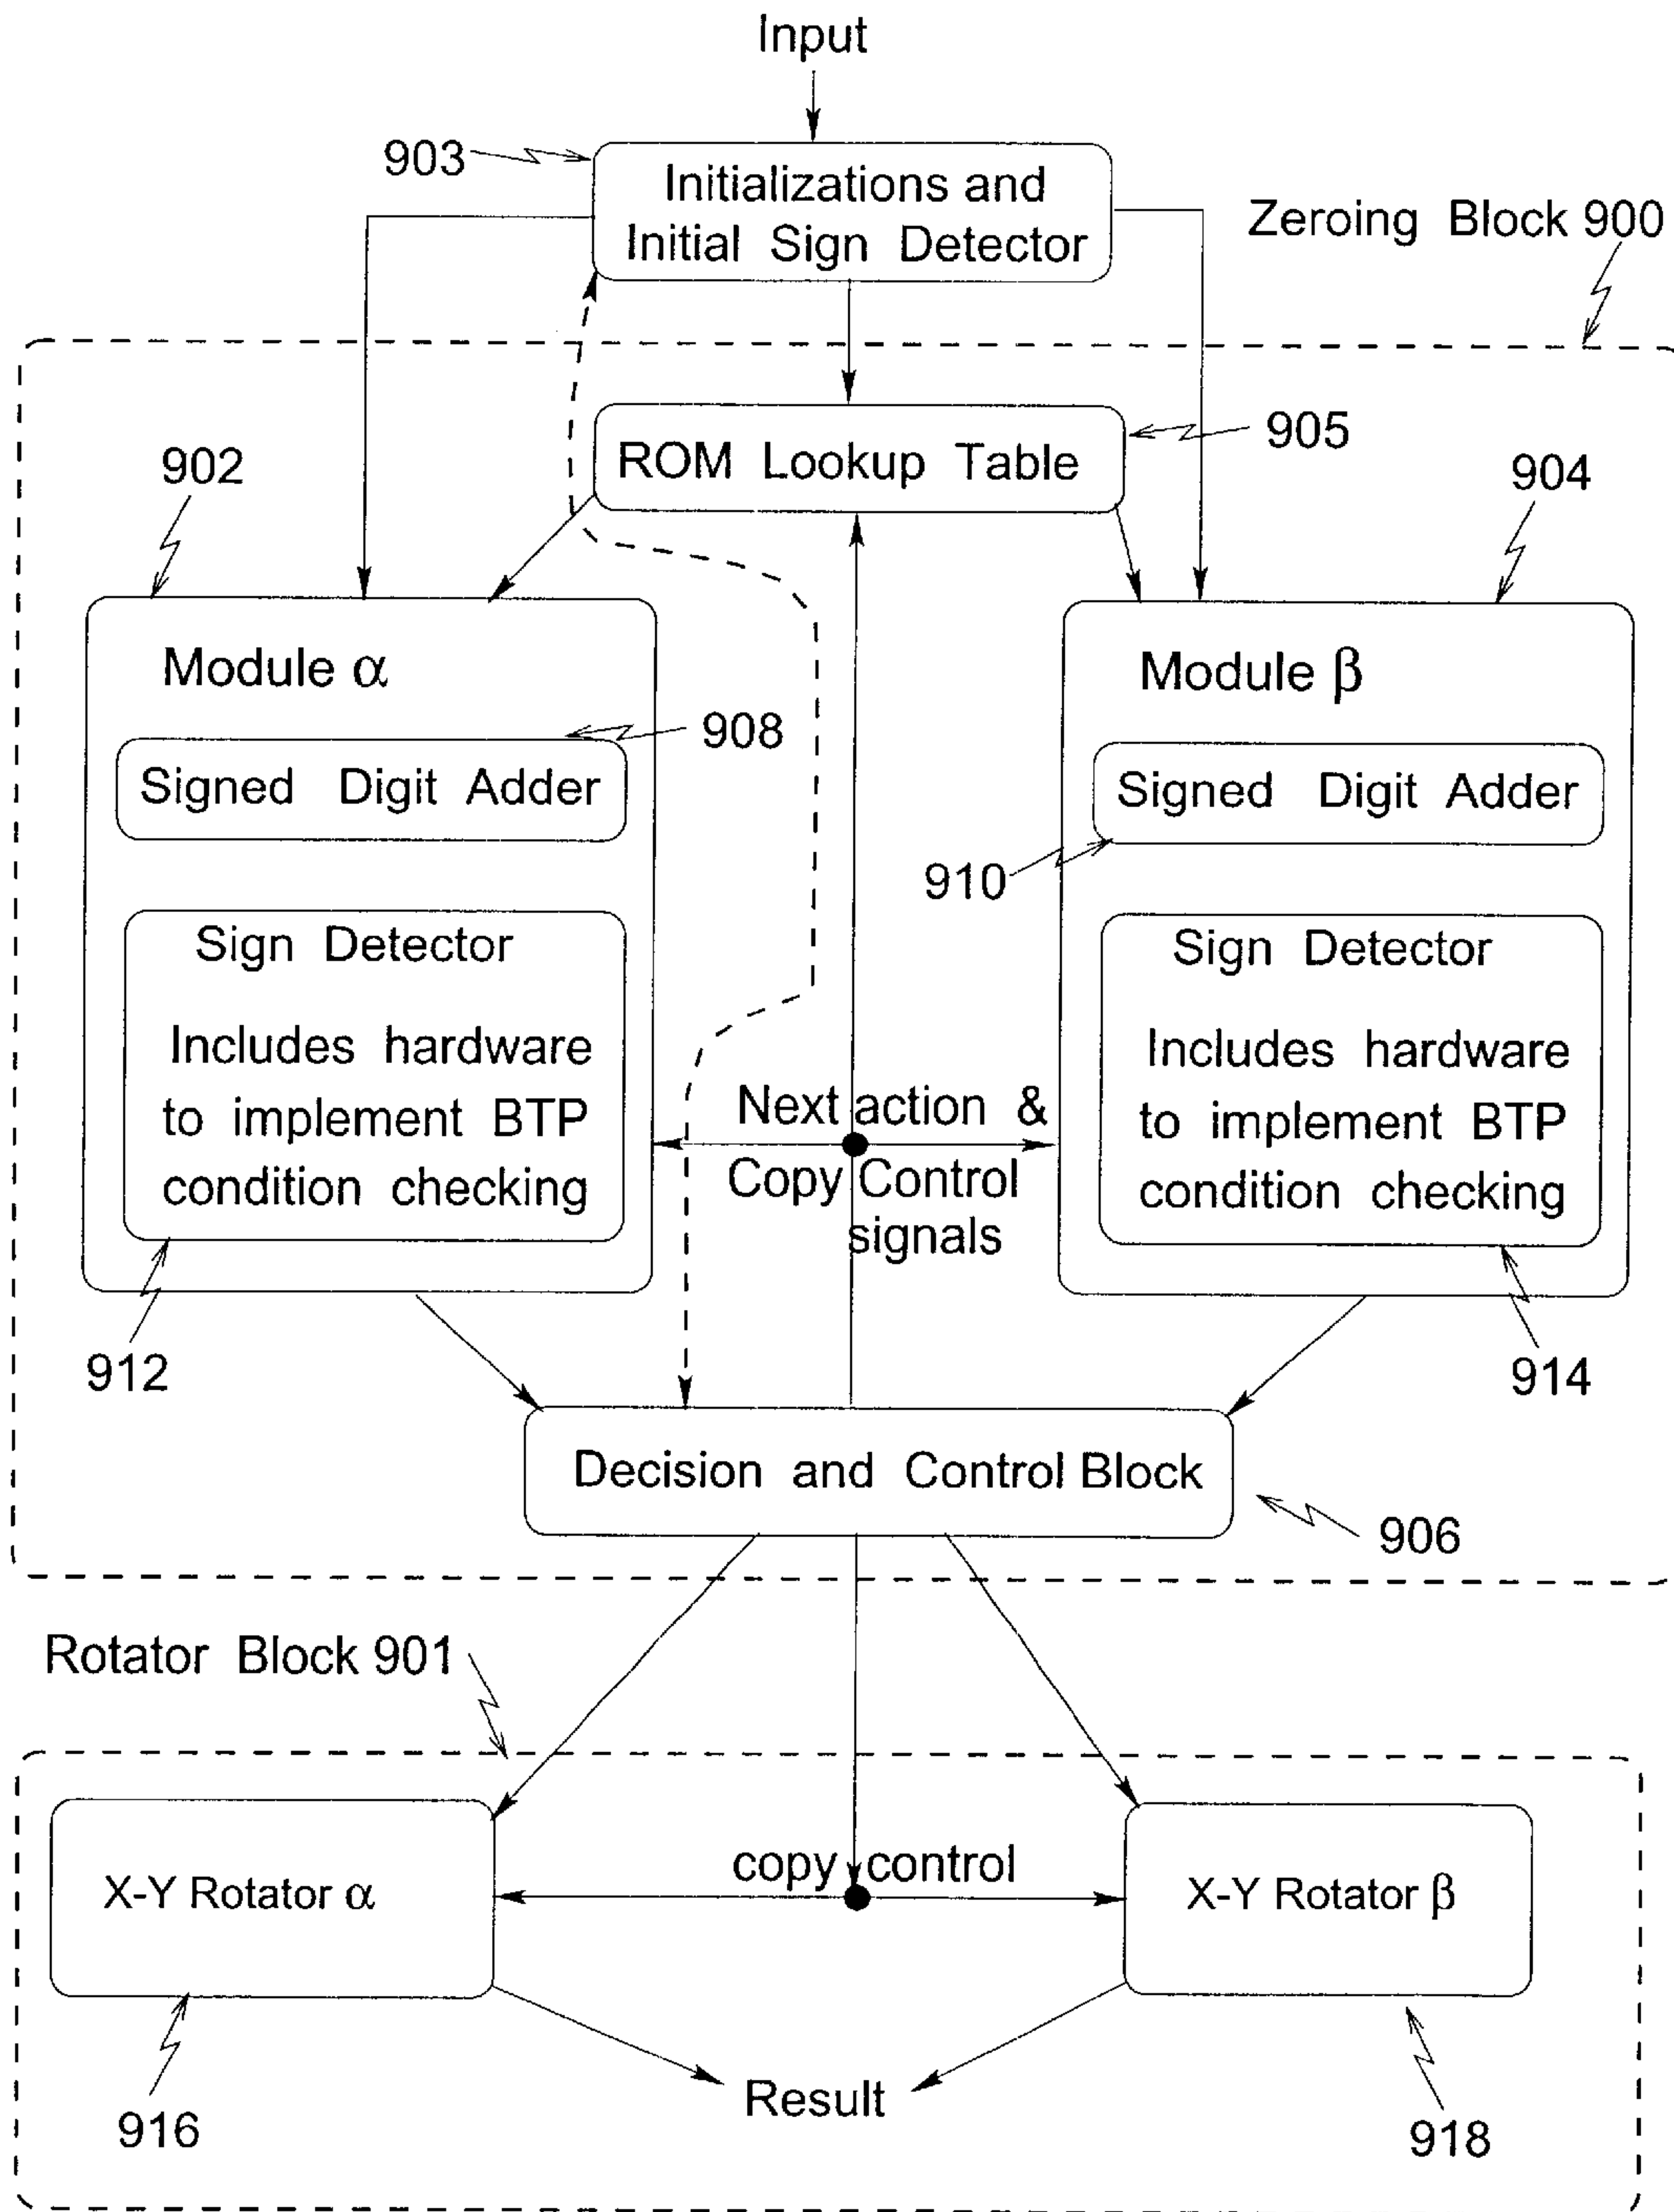 Input
903
Initializations and
Initial Sign Detector
Zeroing Block 900
ROM Lookup Table
905
902
904
Module α
Module β
908
Signed Digit Adder
Signed Digit Adder
910
Sign Detector
Includes hardware
to implement BTP
condition checking
Sign Detector
Includes hardware
to implement BTP
condition checking
Next action &
Copy Control
signals
912
914
Decision and Control Block
906
Rotator Block 901
X-Y Rotator α
copy control
X-Y Rotator β
Result
916
918